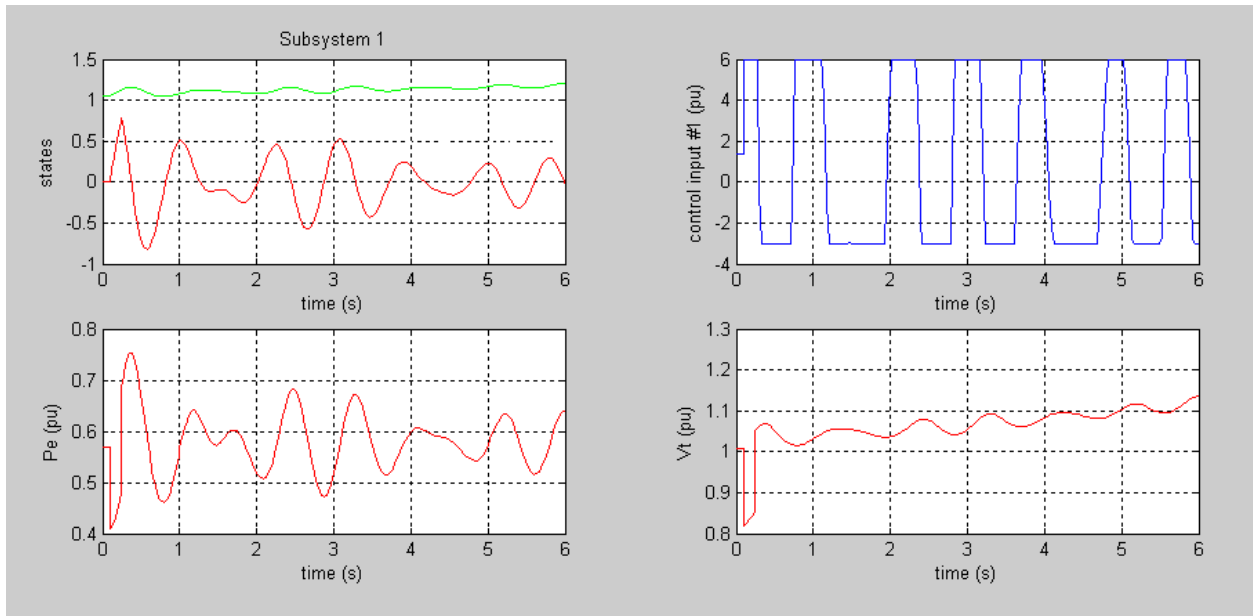 Subsystem 1
states
1.5
1
0.5
0
-0.5
-1
0 1 2 3 4 5 6
time (s)
control input #1 (pu)
6
4
2
0
-2
-4
0 1 2 3 4 5 6
time (s)
Pe (pu)
0.8
0.7
0.6
0.5
0.4
0 1 2 3 4 5 6
time (s)
Vt (pu)
1.3
1.2
1.1
1
0.9
0.8
0 1 2 3 4 5 6
time (s)